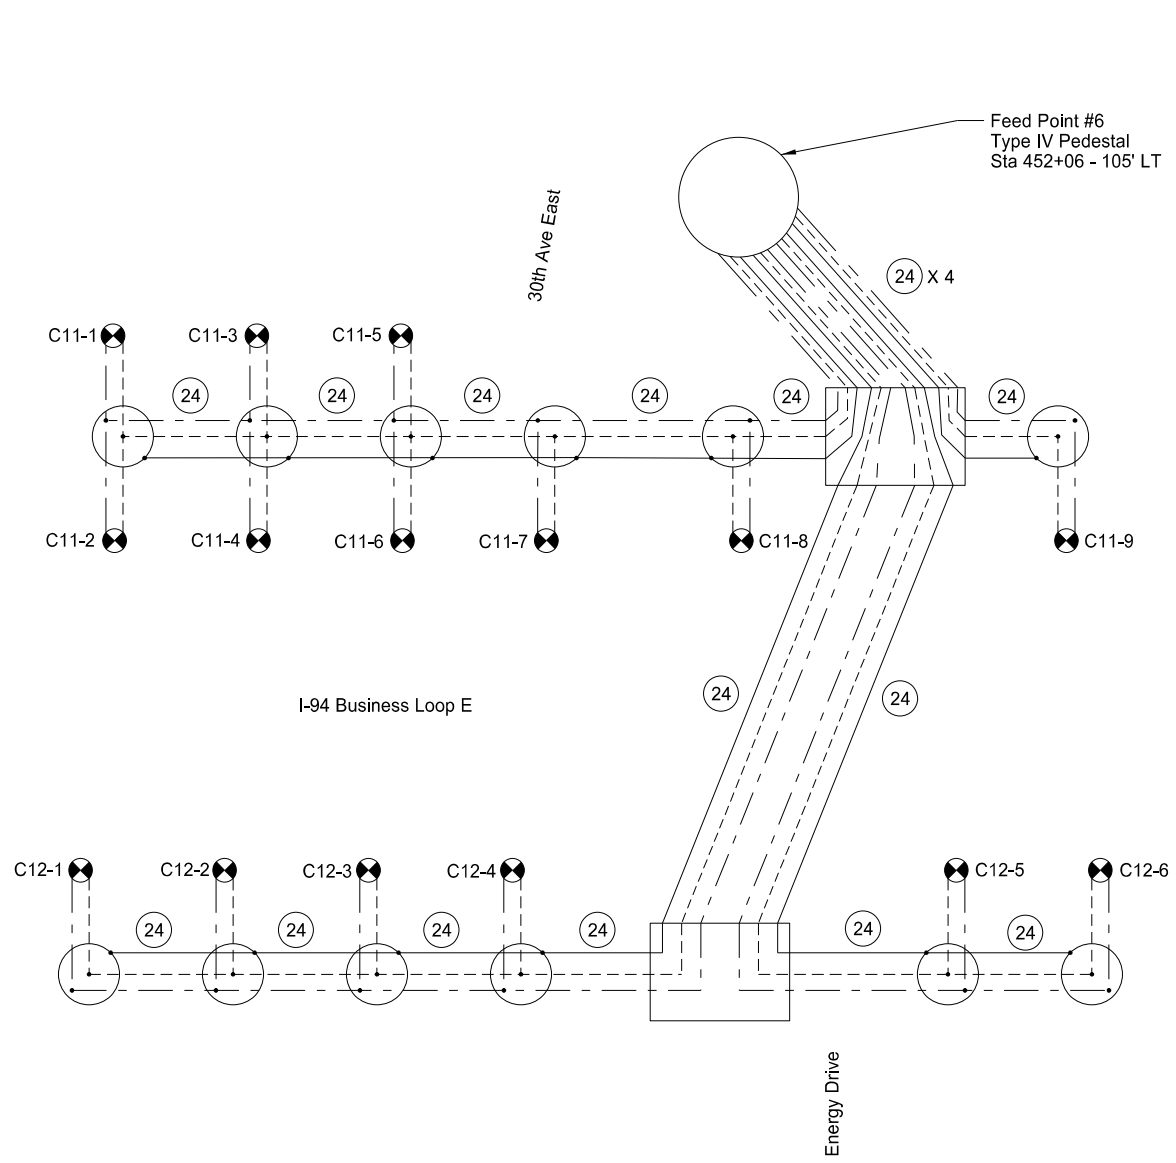 Feed Point #6
Type IV Pedestal
Sta 452+06 - 105' LT
30th Ave East
24 X 4
C11-1
C11-3
C11-5
24
24
24
24
24
24
C11-2
C11-4
C11-6
C11-7
C11-8
C11-9
24
24
I-94 Business Loop E
C12-1
C12-2
C12-3
C12-4
C12-5
C12-6
24
24
24
24
24
24
Energy Drive